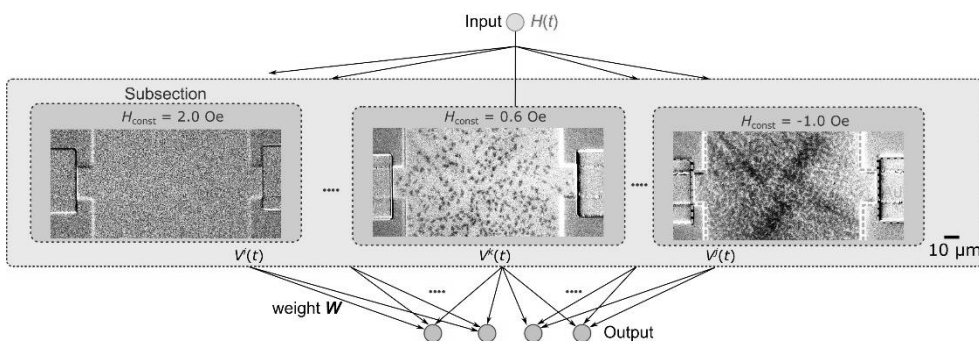 Input H(t)
Subsection
H_const = 2.0 Oe
H_const = 0.6 Oe
H_const = -1.0 Oe
....
....
10 µm
V^i(t)
V^k(t)
V^j(t)
....
....
weight W
Output